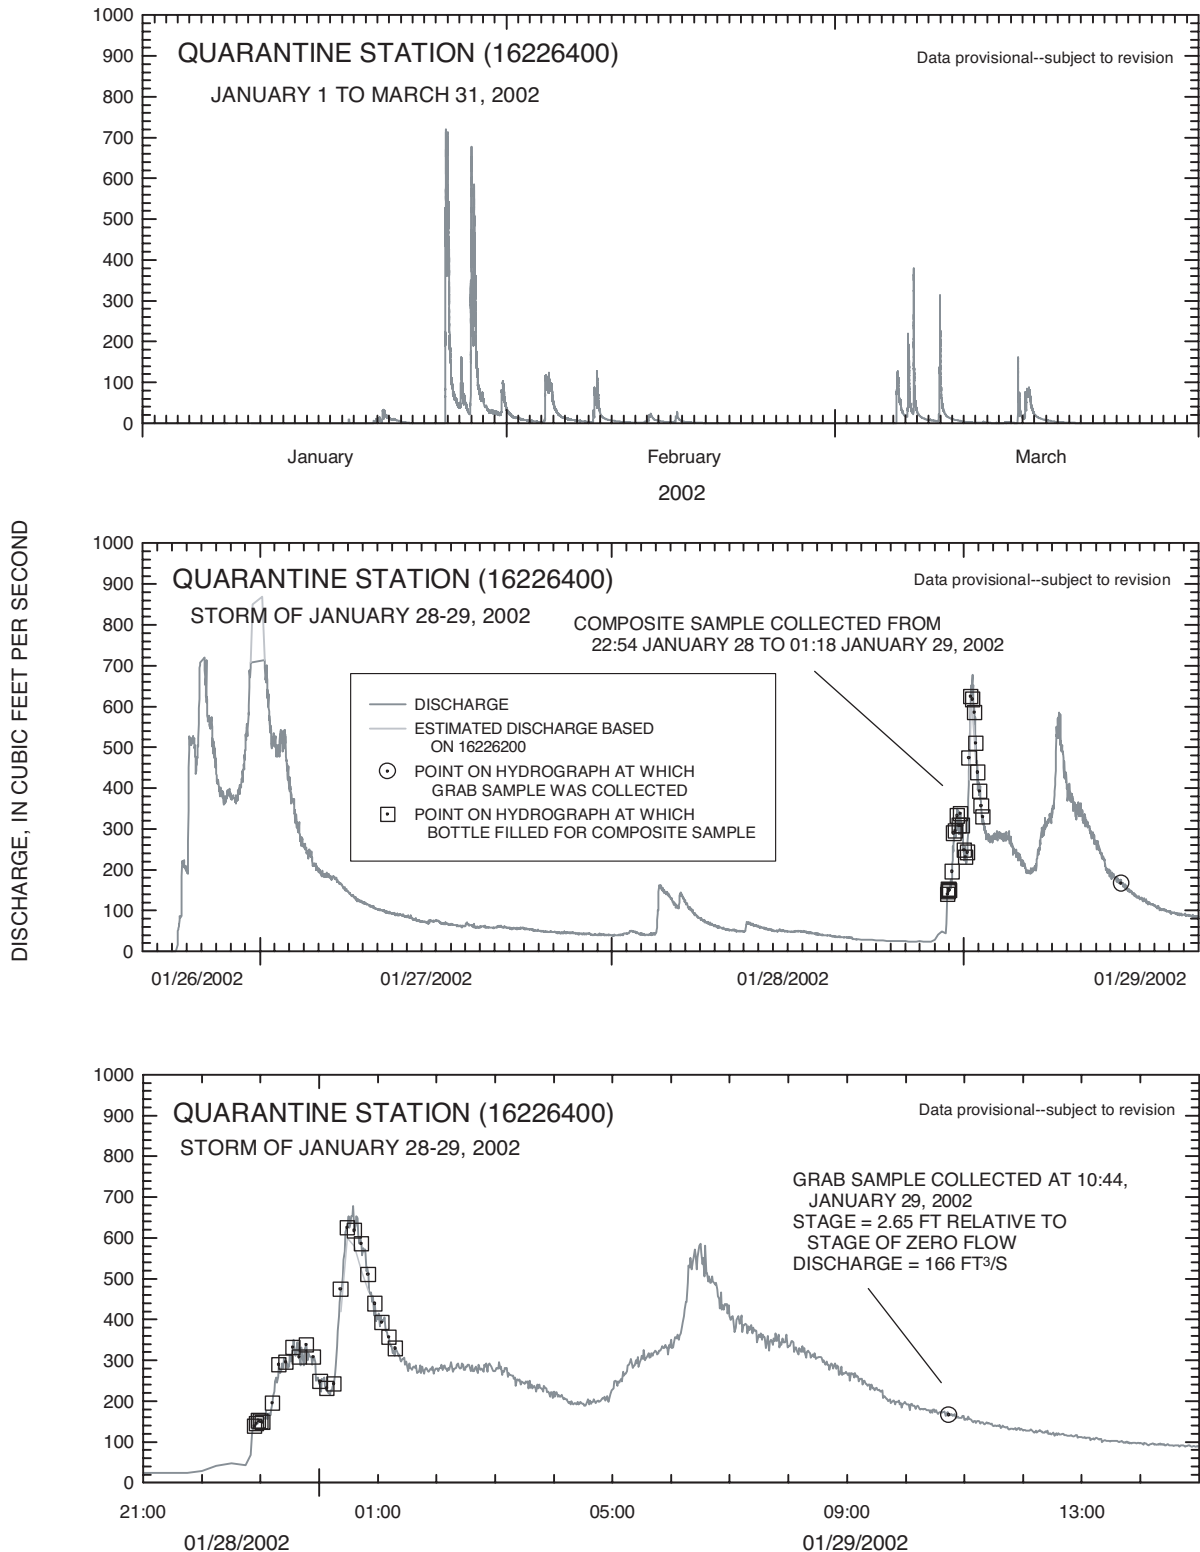 DISCHARGE, IN CUBIC FEET PER SECOND
1000
900
800
700
600
500
400
300
200
100
0
QUARANTINE STATION (16226400)
Data provisional--subject to revision
JANUARY 1 TO MARCH 31, 2002
January
February
March
2002
1000
900
800
700
600
500
400
300
200
100
0
QUARANTINE STATION (16226400)
Data provisional--subject to revision
STORM OF JANUARY 28-29, 2002
COMPOSITE SAMPLE COLLECTED FROM
22:54 JANUARY 28 TO 01:18 JANUARY 29, 2002
DISCHARGE
ESTIMATED DISCHARGE BASED
ON 16226200
POINT ON HYDROGRAPH AT WHICH
GRAB SAMPLE WAS COLLECTED
POINT ON HYDROGRAPH AT WHICH
BOTTLE FILLED FOR COMPOSITE SAMPLE
01/26/2002
01/27/2002
01/28/2002
01/29/2002
1000
900
800
700
600
500
400
300
200
100
0
QUARANTINE STATION (16226400)
Data provisional--subject to revision
STORM OF JANUARY 28-29, 2002
GRAB SAMPLE COLLECTED AT 10:44,
JANUARY 29, 2002
STAGE = 2.65 FT RELATIVE TO
STAGE OF ZERO FLOW
DISCHARGE = 166 FT³/S
21:00
01:00
05:00
09:00
13:00
01/28/2002
01/29/2002